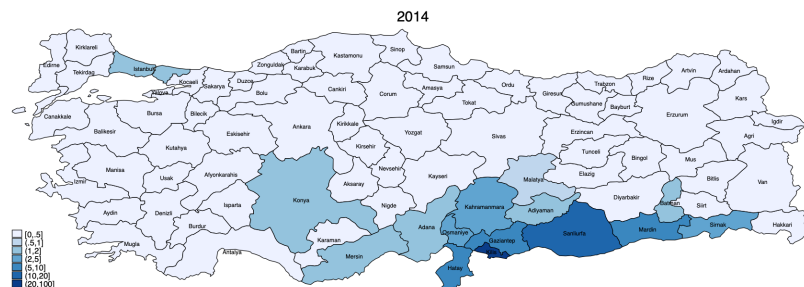 2014
Kirklareli
Edirne
Tekirdag
Istanbul
Kocaeli
Yalova
Sakarya
Duzce
Zonguldak
Bartin
Karabuk
Kastamonu
Sinop
Samsun
Bolu
Cankiri
Corum
Amasya
Ordu
Giresun
Trabzon
Rize
Artvin
Ardahan
Gumushane
Bayburt
Kars
Igdir
Tokat
Erzurum
Agri
Canakkale
Balikesir
Bursa
Bilecik
Eskisehir
Ankara
Kirikkale
Yozgat
Sivas
Erzincan
Kutahya
Kirsehir
Tunceli
Bingol
Mus
Manisa
Izmir
Usak
Afyonkarahis
Nevsehir
Kayseri
Malatya
Elazig
Bitlis
Van
Aksaray
Diyarbakir
Batman
Siirt
Isparta
Konya
Nigde
Kahramanmara
Adiyaman
Aydin
Denizli
Burdur
Mugla
Antalya
Karaman
Mersin
Adana
Osmaniye
Gaziantep
Sanliurfa
Mardin
Sirnak
Hakkari
Hatay
[0,.5]
(.5,1]
(1,2]
(2,5]
(5,10]
(10,20]
(20,100]